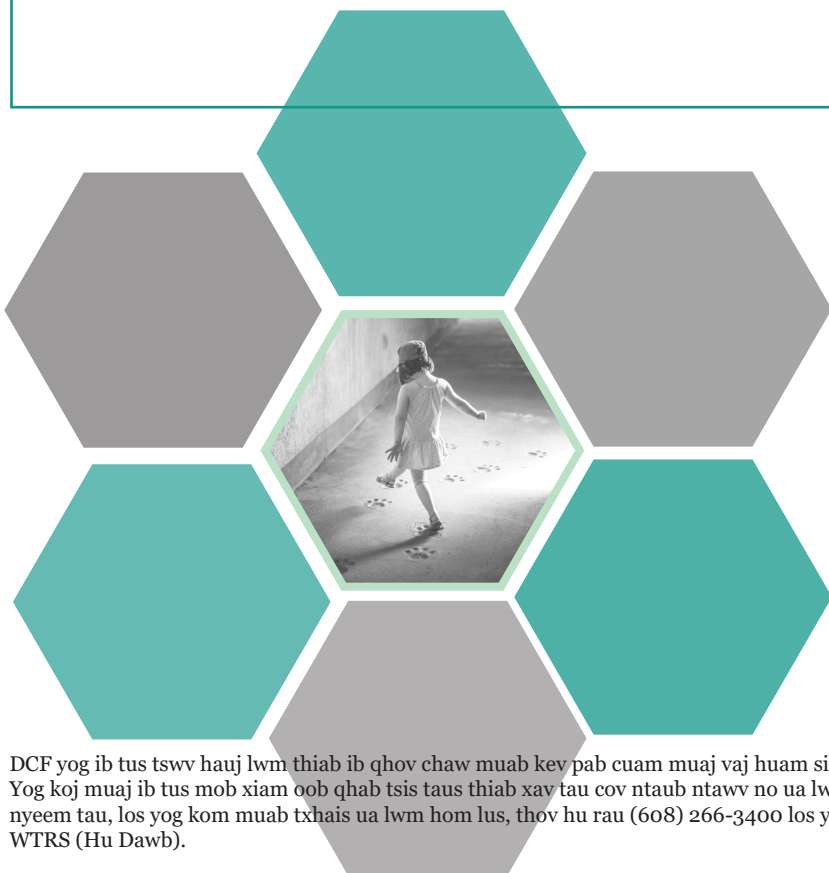 DCF yog ib tus tswv hauj lwm thiab ib qhov chaw muab kev pab cuam muaj vaj huam si
Yog koj muaj ib tus mob xiam oob qhab tsis taus thiab xav tau cov ntaub ntawv no ua lw
nyeem tau, los yog kom muab txhais ua lwm hom lus, thov hu rau (608) 266-3400 los y
WTRS (Hu Dawb).